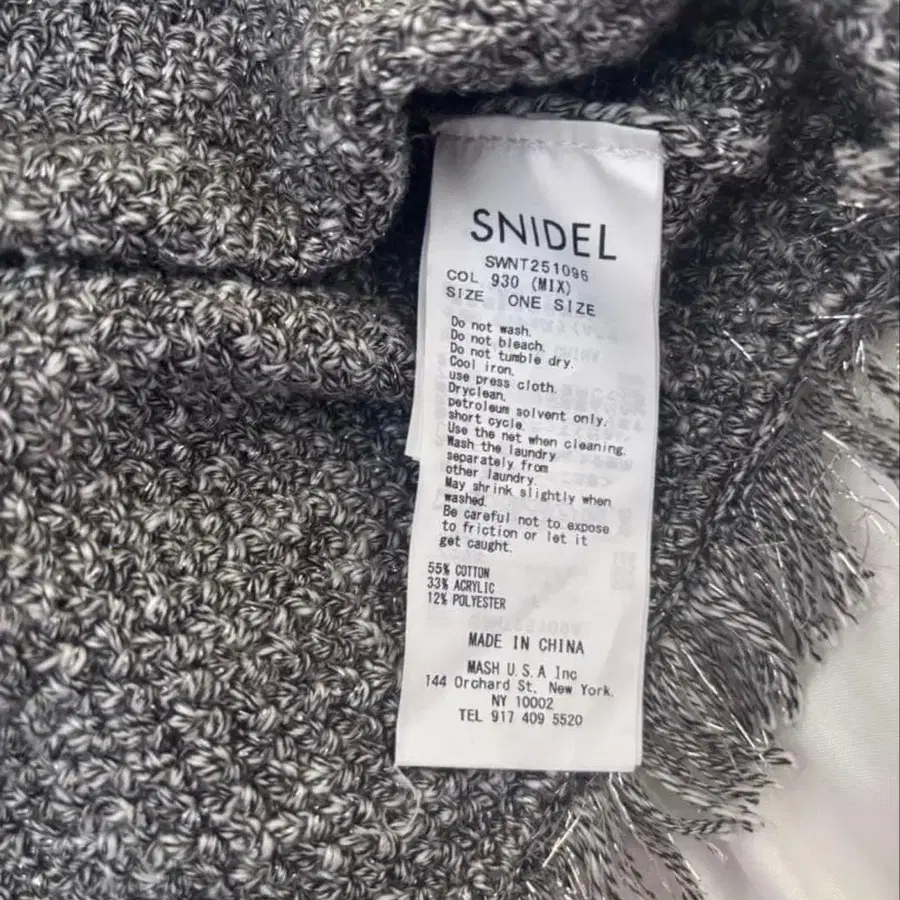 SNIDEL
SWNT251096
COL 930 (MIX)
SIZE ONE SIZE
Do not wash.
Do not bleach.
Do not tumble dry.
Cool iron,
use press cloth.
Dryclean,
petroleum solvent only.
short cycle.
Use the net when cleaning.
Wash the laundry
separately from
other laundry.
May shrink slightly when
washed.
Be careful not to expose
to friction or let it
get caught.
55% COTTON
33% ACRYLIC
12% POLYESTER
MADE IN CHINA
MASH U.S.A Inc
144 Orchard St, New York,
NY 10002
TEL 917 409 5520